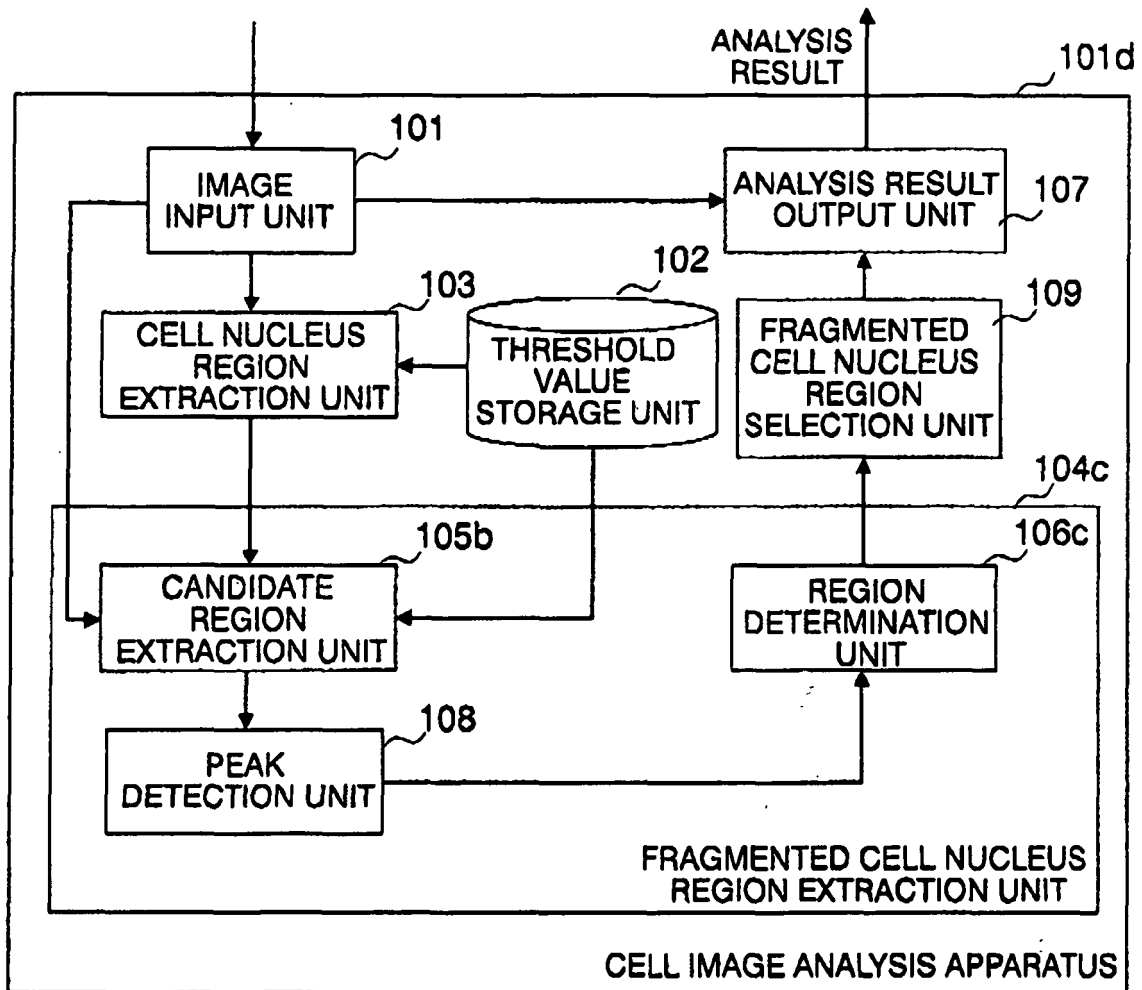 ANALYSIS
RESULT
101d
101
IMAGE
INPUT UNIT
ANALYSIS RESULT
OUTPUT UNIT
107
103
CELL NUCLEUS
REGION
EXTRACTION UNIT
102
THRESHOLD
VALUE
STORAGE UNIT
109
FRAGMENTED
CELL NUCLEUS
REGION
SELECTION UNIT
104c
105b
CANDIDATE
REGION
EXTRACTION UNIT
106c
REGION
DETERMINATION
UNIT
108
PEAK
DETECTION UNIT
FRAGMENTED CELL NUCLEUS
REGION EXTRACTION UNIT
CELL IMAGE ANALYSIS APPARATUS